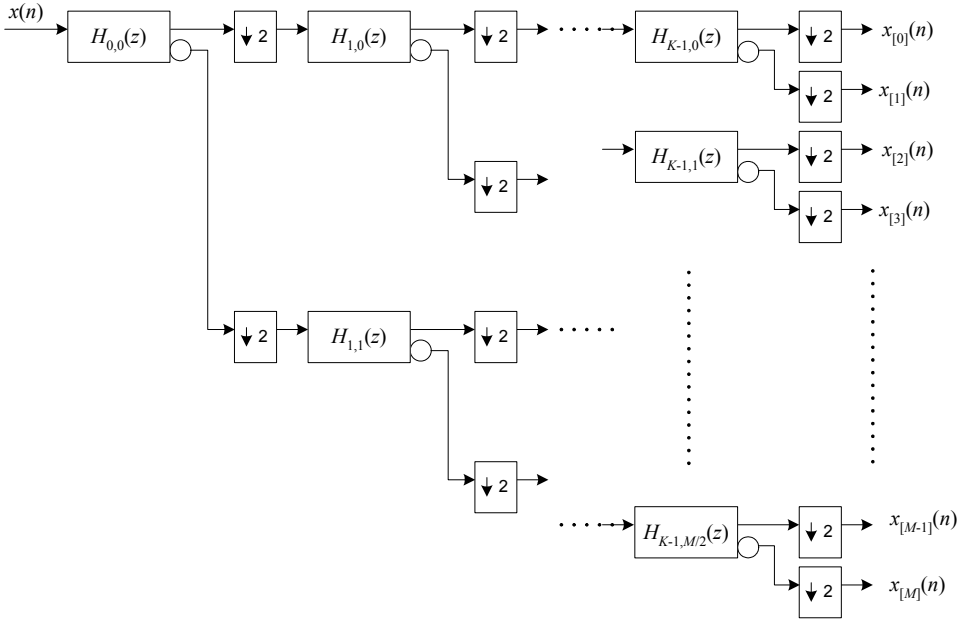 x(n)
H0,0(z)
↓ 2
H1,0(z)
↓ 2
HK-1,0(z)
↓ 2
x[0](n)
↓ 2
x[1](n)
↓ 2
HK-1,1(z)
↓ 2
x[2](n)
↓ 2
x[3](n)
↓ 2
H1,1(z)
↓ 2
↓ 2
HK-1,M/2(z)
↓ 2
x[M-1](n)
↓ 2
x[M](n)